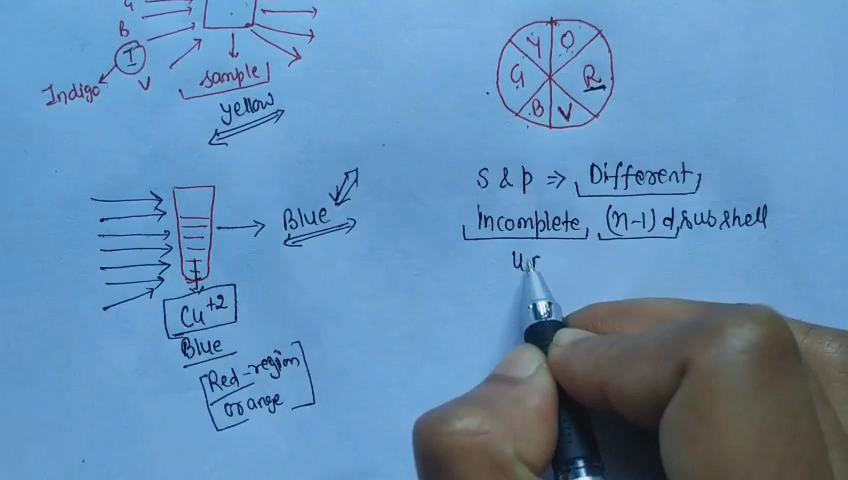 G
B
I
V
Indigo
sample
yellow
Y O
G R
B V
Blue
Cu+2
Blue
Red-region
orange
S & p ⇒ Different
Incomplete, (n-1) d, subshell